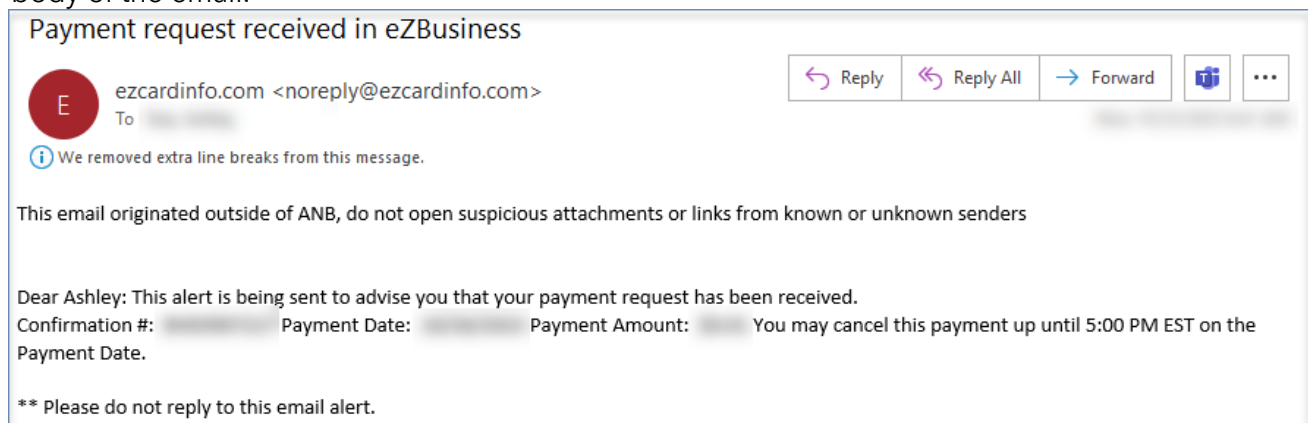 body of the email.
Payment request received in eZBusiness
Reply
Reply All
Forward
E
ezcardinfo.com <noreply@ezcardinfo.com>
To
We removed extra line breaks from this message.
This email originated outside of ANB, do not open suspicious attachments or links from known or unknown senders
Dear Ashley: This alert is being sent to advise you that your payment request has been received.
Confirmation #: Payment Date: Payment Amount: You may cancel this payment up until 5:00 PM EST on the
Payment Date.
** Please do not reply to this email alert.